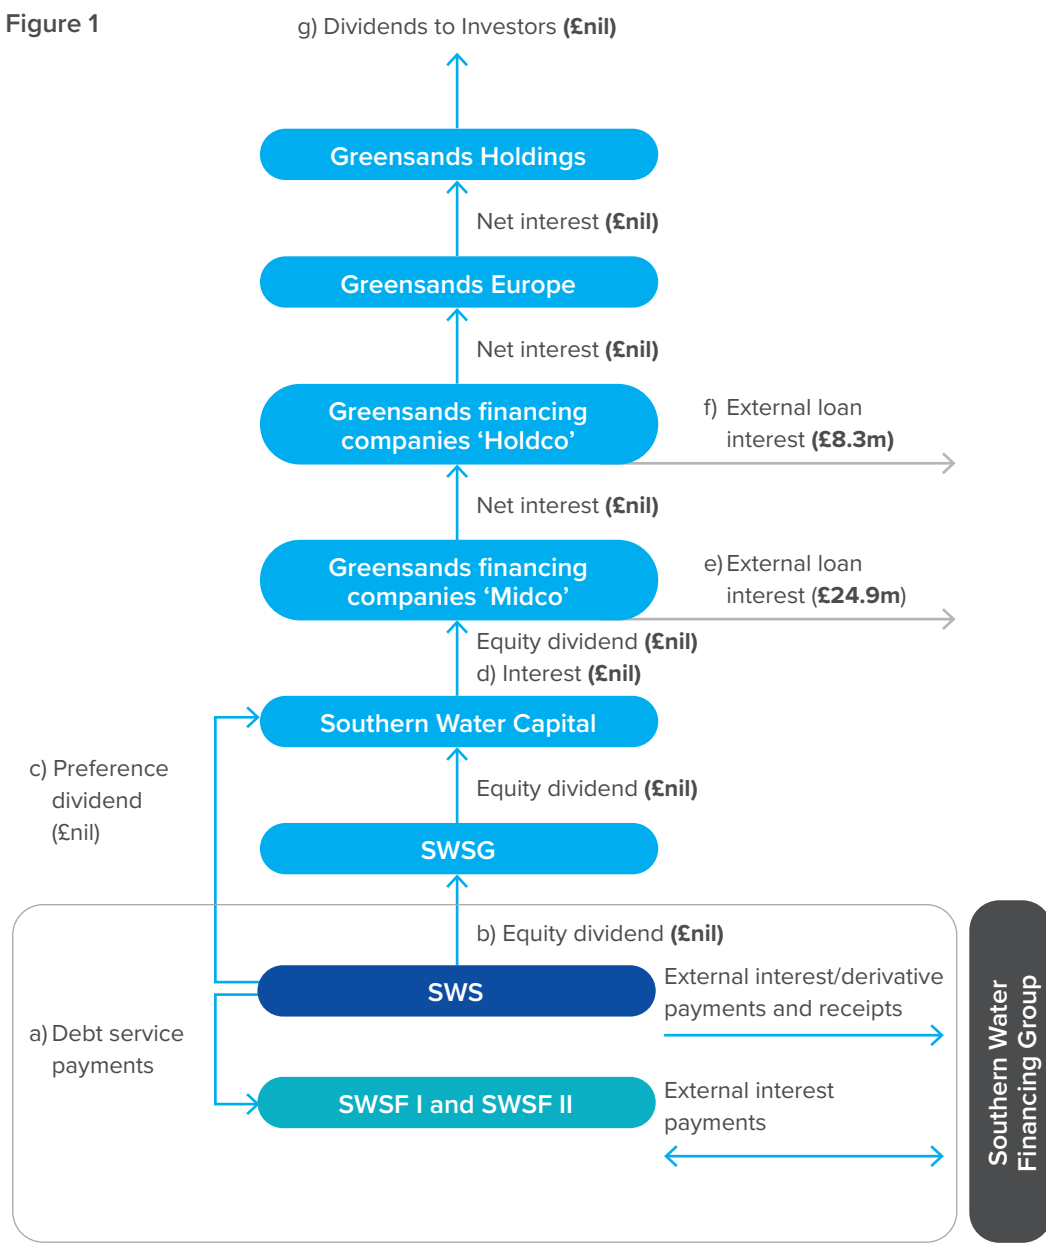 Figure 1
g) Dividends to Investors (£nil)
Greensands Holdings
Net interest (£nil)
Greensands Europe
Net interest (£nil)
Greensands financing
companies ‘Holdco’
f) External loan
interest (£8.3m)
Net interest (£nil)
Greensands financing
companies ‘Midco’
e) External loan
interest (£24.9m)
Equity dividend (£nil)
d) Interest (£nil)
Southern Water Capital
c) Preference
dividend
(£nil)
Equity dividend (£nil)
SWSG
b) Equity dividend (£nil)
SWS
External interest/derivative
payments and receipts
a) Debt service
payments
SWSF I and SWSF II
External interest
payments
Southern Water
Financing Group